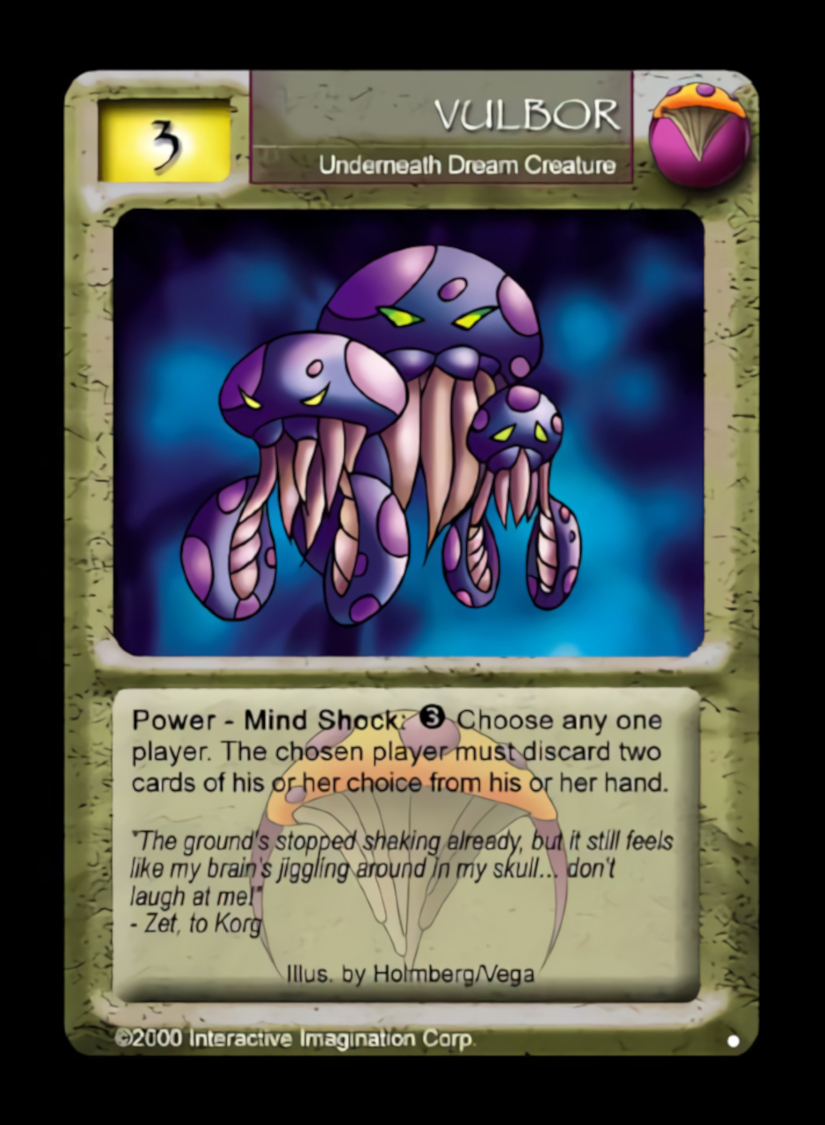 3
VULBOR
Underneath Dream Creature
Power - Mind Shock: ❸ Choose any one
player. The chosen player must discard two
cards of his or her choice from his or her hand.
"The ground's stopped shaking already, but it still feels
like my brain's jiggling around in my skull... don't
laugh at me!"
- Zet, to Korg
Illus. by Holmberg/Vega
©2000 Interactive Imagination Corp.